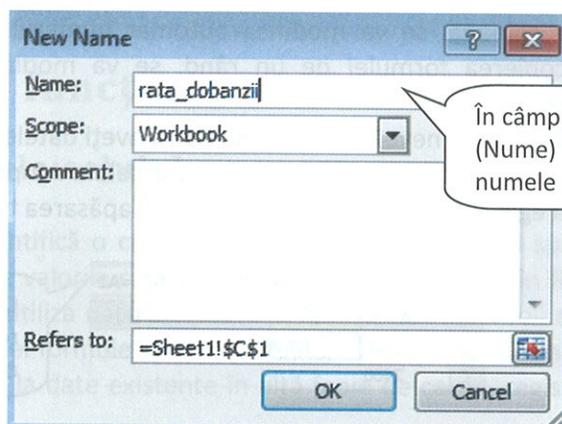 New Name
Name: rata_dobanzii
Scope: Workbook
Comment:
Refers to: =Sheet1!$C$1
OK Cancel
În câmp
(Nume)
numele